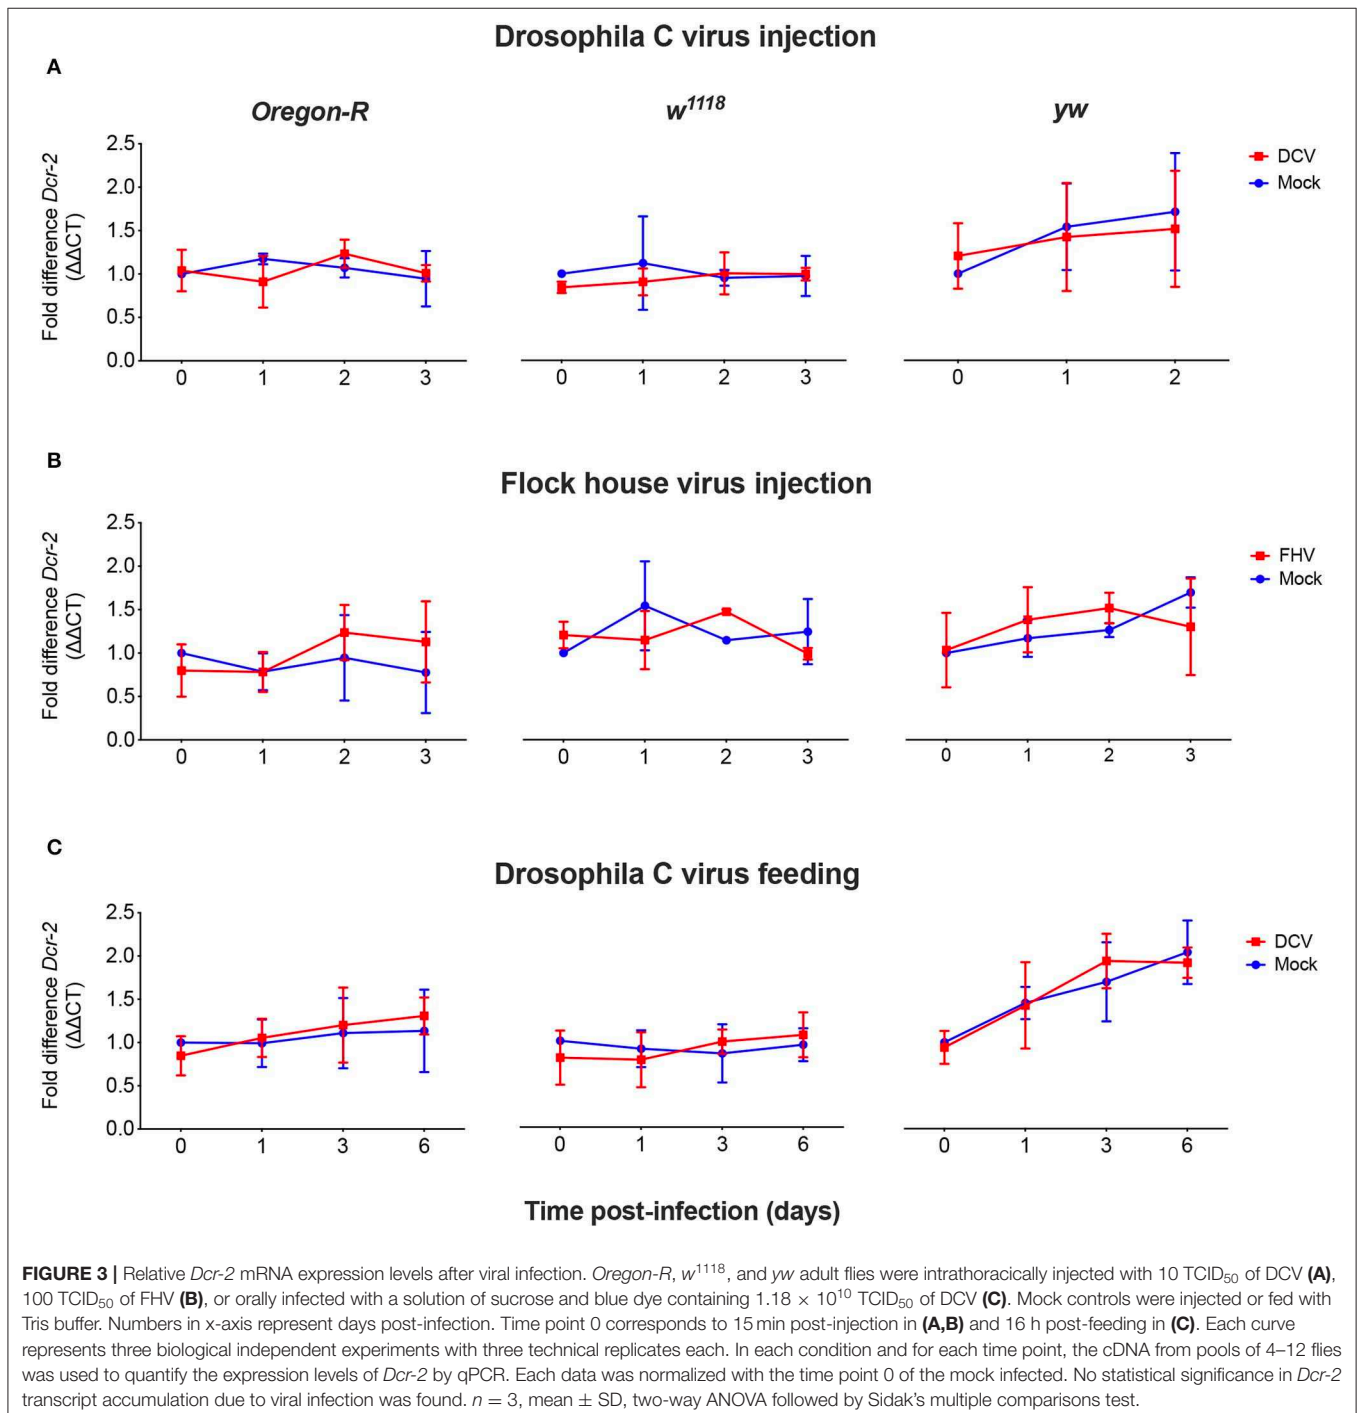 Drosophila C virus injection
A
Oregon-R
w1118
yw
Fold difference Dcr-2
(ΔΔCT)
2.5
2.0
1.5
1.0
0.5
0.0
0 1 2 3
0 1 2 3
0 1 2
DCV
Mock
B
Flock house virus injection
Fold difference Dcr-2
(ΔΔCT)
2.5
2.0
1.5
1.0
0.5
0.0
0 1 2 3
0 1 2 3
0 1 2 3
FHV
Mock
C
Drosophila C virus feeding
Fold difference Dcr-2
(ΔΔCT)
2.5
2.0
1.5
1.0
0.5
0.0
0 1 3 6
0 1 3 6
0 1 3 6
DCV
Mock
Time post-infection (days)
FIGURE 3 | Relative Dcr-2 mRNA expression levels after viral infection. Oregon-R, w1118, and yw adult flies were intrathoracically injected with 10 TCID50 of DCV (A),
100 TCID50 of FHV (B), or orally infected with a solution of sucrose and blue dye containing 1.18 × 10¹⁰ TCID50 of DCV (C). Mock controls were injected or fed with
Tris buffer. Numbers in x-axis represent days post-infection. Time point 0 corresponds to 15 min post-injection in (A,B) and 16 h post-feeding in (C). Each curve
represents three biological independent experiments with three technical replicates each. In each condition and for each time point, the cDNA from pools of 4–12 flies
was used to quantify the expression levels of Dcr-2 by qPCR. Each data was normalized with the time point 0 of the mock infected. No statistical significance in Dcr-2
transcript accumulation due to viral infection was found. n = 3, mean ± SD, two-way ANOVA followed by Sidak's multiple comparisons test.